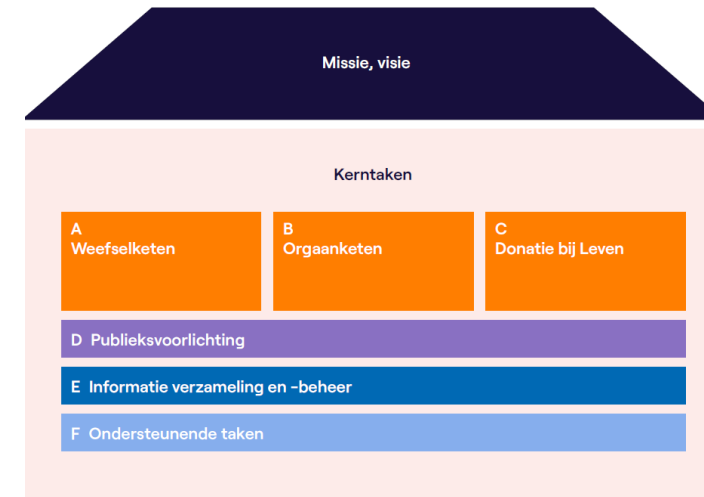 Missie, visie
Kerntaken
A
Weefselketen
B
Orgaanketen
C
Donatie bij Leven
D Publieksvoorlichting
E Informatie verzameling en -beheer
F Ondersteunende taken